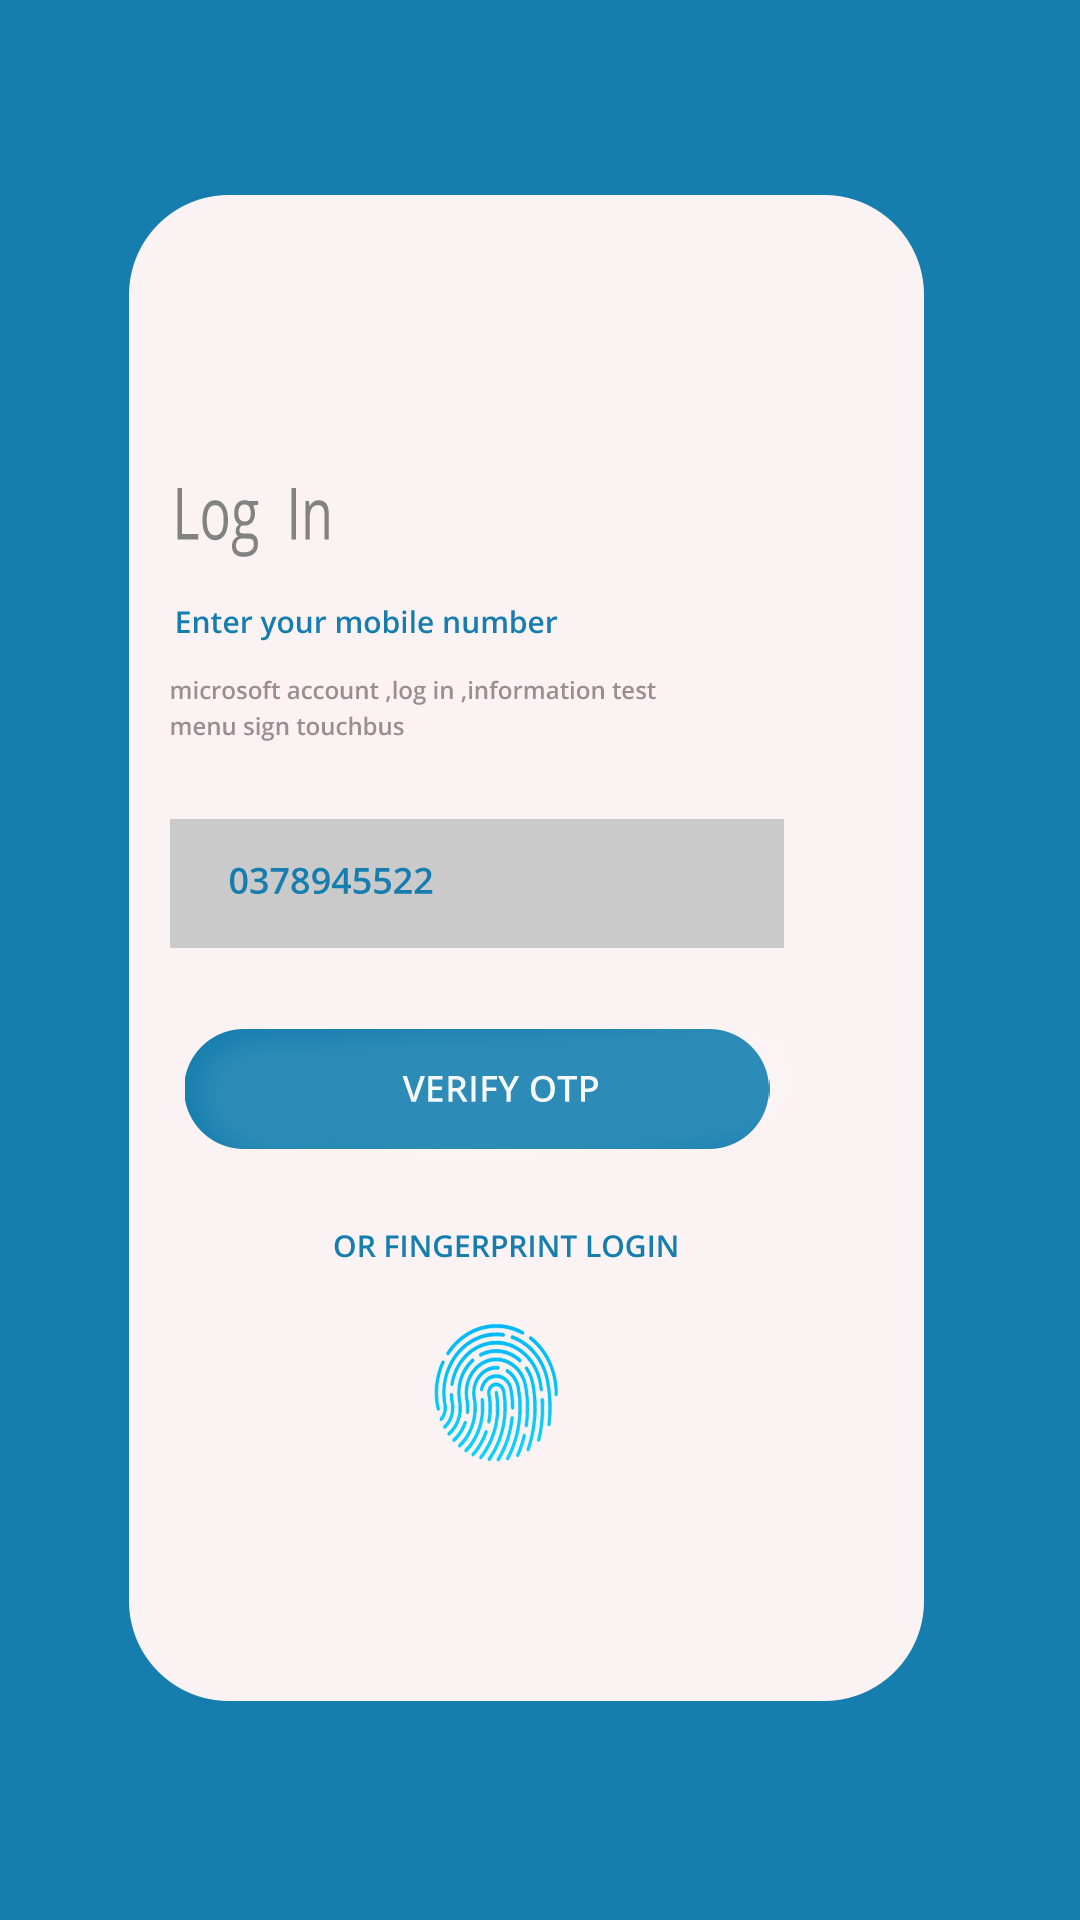 Log In
Enter your mobile number
microsoft account ,log in ,information test
menu sign touchbus
0378945522
VERIFY OTP
OR FINGERPRINT LOGIN